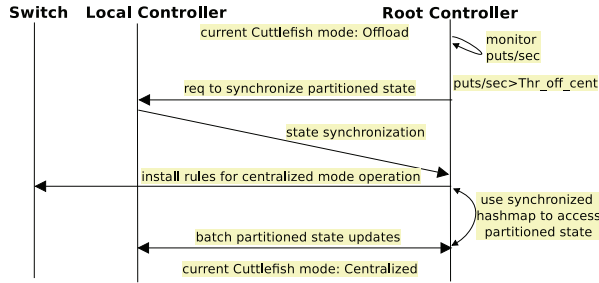 Switch Local Controller Root Controller
current Cuttlefish mode: Offload
monitor
puts/sec
puts/sec>Thr_off_cent
req to synchronize partitioned state
state synchronization
install rules for centralized mode operation
use synchronized
hashmap to access
partitioned state
batch partitioned state updates
current Cuttlefish mode: Centralized